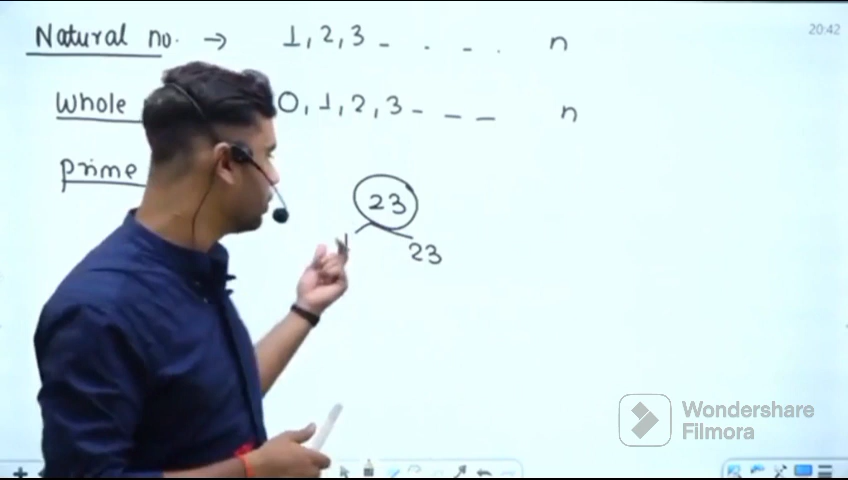 Natural no. → 1, 2, 3 - . - . n
20:42
Whole 0, 1, 2, 3 - - - n
prime
23
1 23
Wondershare
Filmora